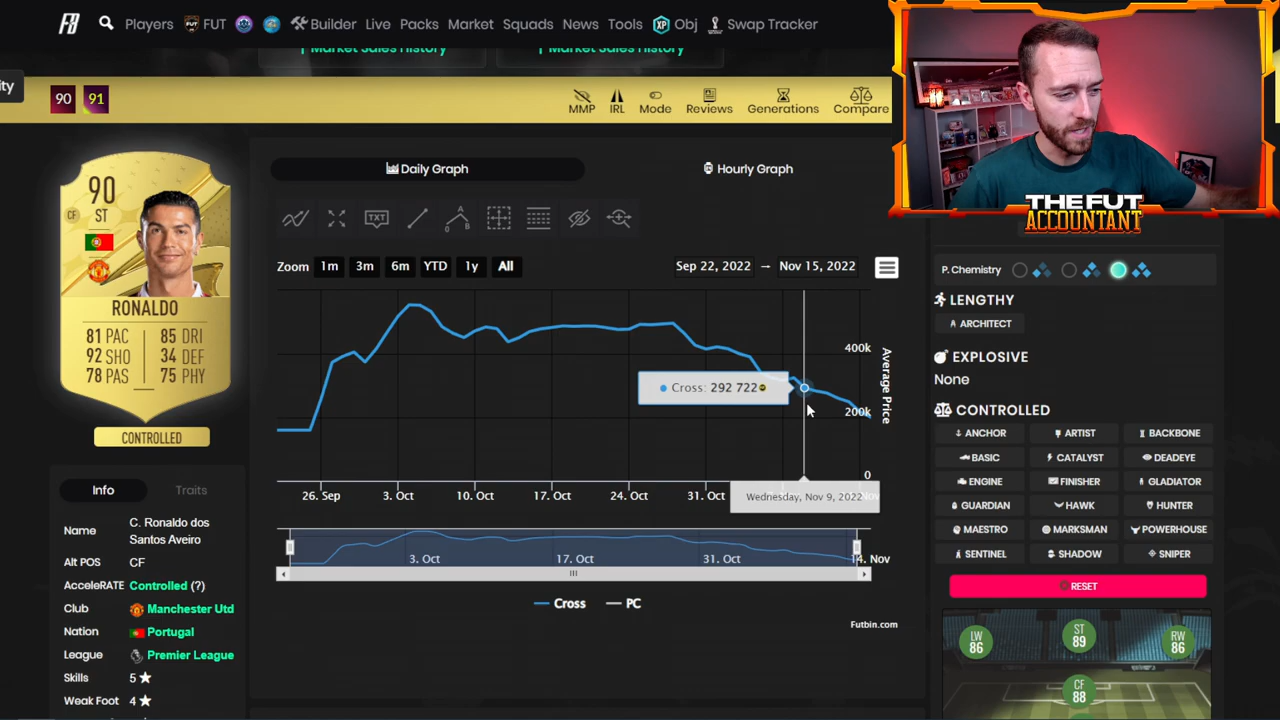 F8 Players FUT Builder Live Packs Market Squads News Tools XP Obj Swap Tracker
Market Sales History Market Sales History
ity
90 91 MMP IRL Mode Reviews Generations Compare
THE FUT
ACCOUNTANT
Daily Graph Hourly Graph
90
ST
CF
RONALDO
81 PAC 85 DRI
92 SHO 34 DEF
78 PAS 75 PHY
CONTROLLED
TXT A B 0
Zoom 1m 3m 6m YTD 1y All Sep 22, 2022 → Nov 15, 2022
400k
200k
0
Average Price
Cross: 292 722
Wednesday, Nov 9, 2022
26. Sep 3. Oct 10. Oct 17. Oct 24. Oct 31. Oct
3. Oct 17. Oct 31. Oct 14. Nov
Cross PC
Futbin.com
Info Traits
Name C. Ronaldo dos
Santos Aveiro
Alt POS CF
AcceleRATE Controlled (?)
Club Manchester Utd
Nation Portugal
League Premier League
Skills 5
Weak Foot 4
P. Chemistry
LENGTHY
ARCHITECT
EXPLOSIVE
None
CONTROLLED
ANCHOR ARTIST BACKBONE
BASIC CATALYST DEADEYE
ENGINE FINISHER GLADIATOR
GUARDIAN HAWK HUNTER
MAESTRO MARKSMAN POWERHOUSE
SENTINEL SHADOW SNIPER
RESET
LW
86
ST
89
RW
86
CF
88